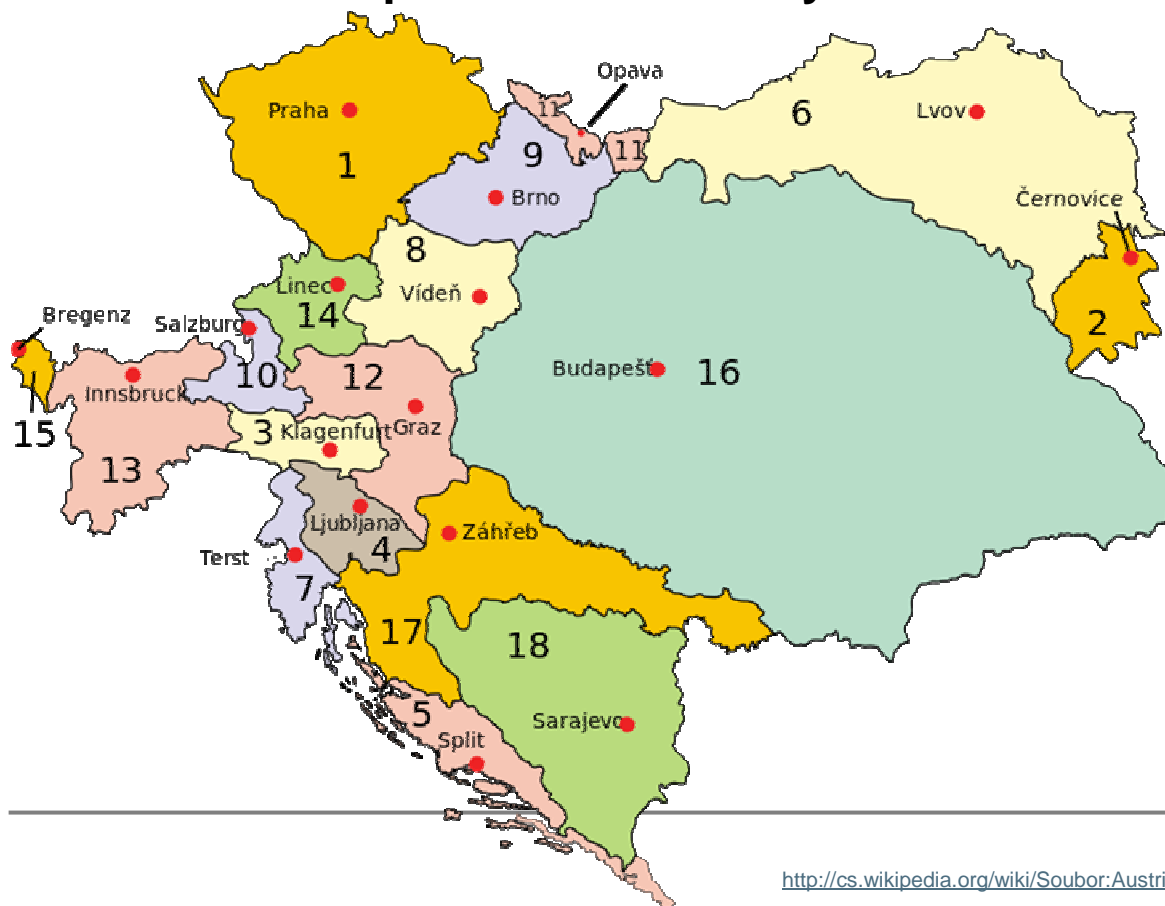 Opava
11
Praha
6
Lvov
9
11
1
Brno
Černovice
8
Linec
Vídeň
14
2
Bregenz
Salzburg
10
12
Budapešť
16
Innsbruck
15
3
Klagenfurt
Graz
13
Ljubljana
4
Záhřeb
Terst
7
17
18
5
Sarajevo
Split
http://cs.wikipedia.org/wiki/Soubor:Austri